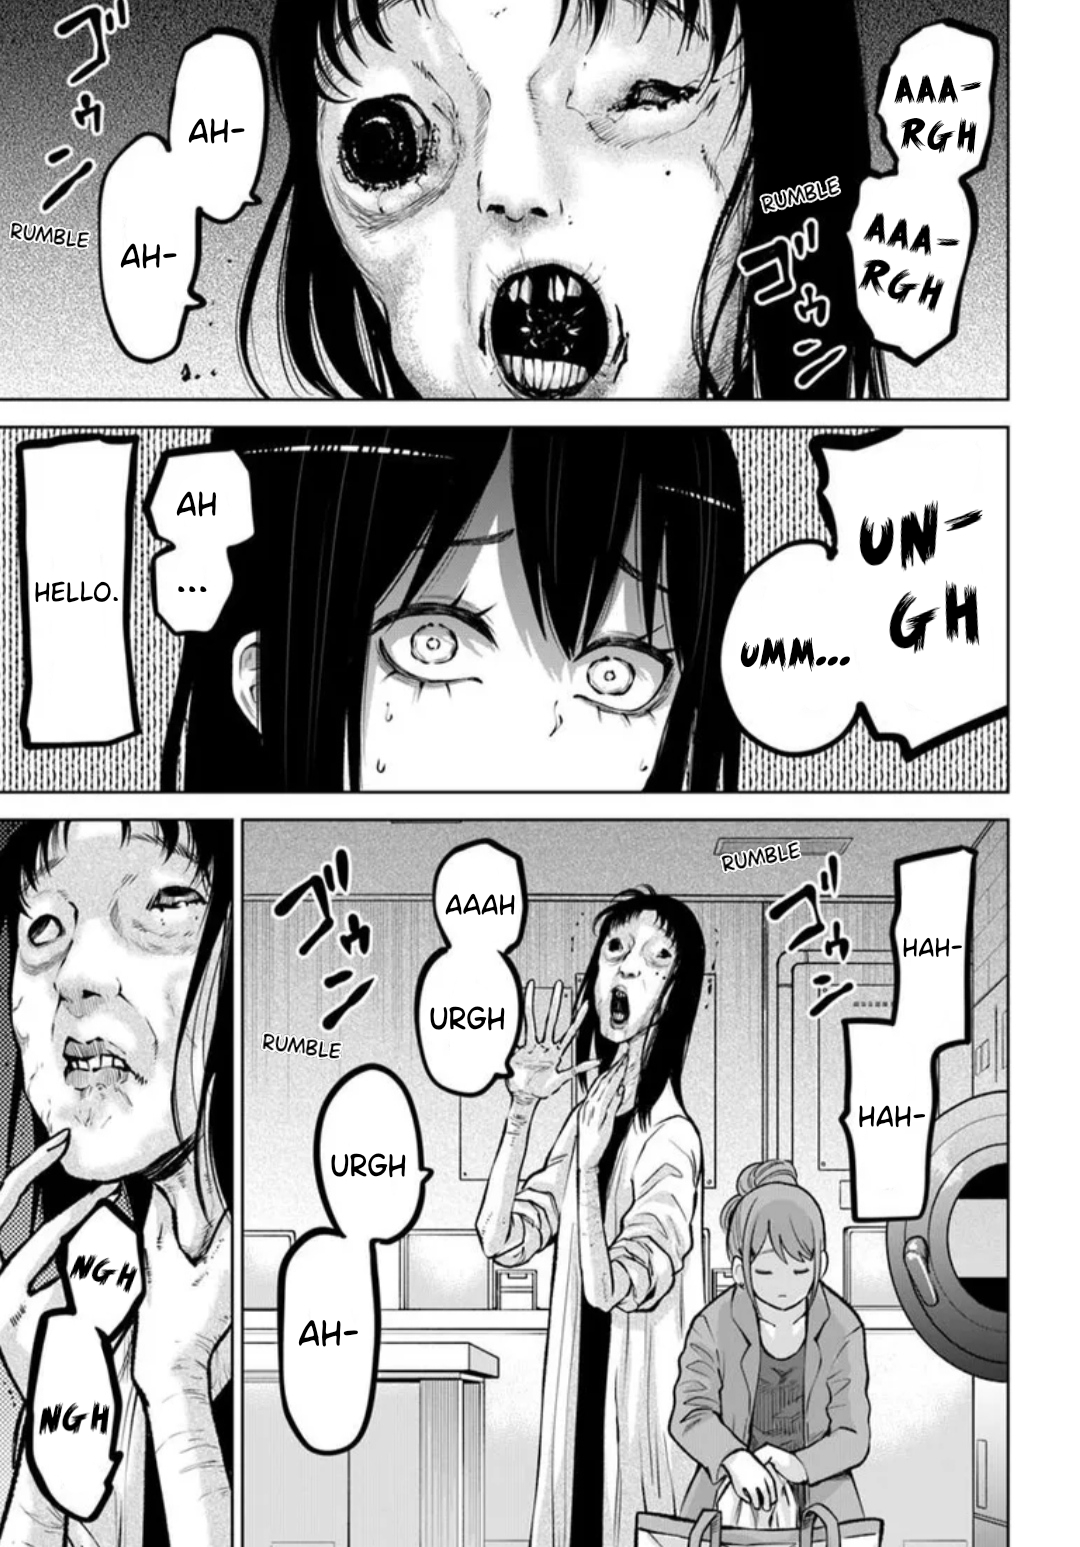 AAA-
RGH
AAA-
RGH
RUMBLE
ゴゥン
AH-
AH-
ゴゥン
RUMBLE
UN-
GH
UMM...
AH
...
HELLO.
HAH-
HAH-
RUMBLE
ゴゥン
AAAH
URGH
ゴゥン
RUMBLE
URGH
AH-
NGH
NGH